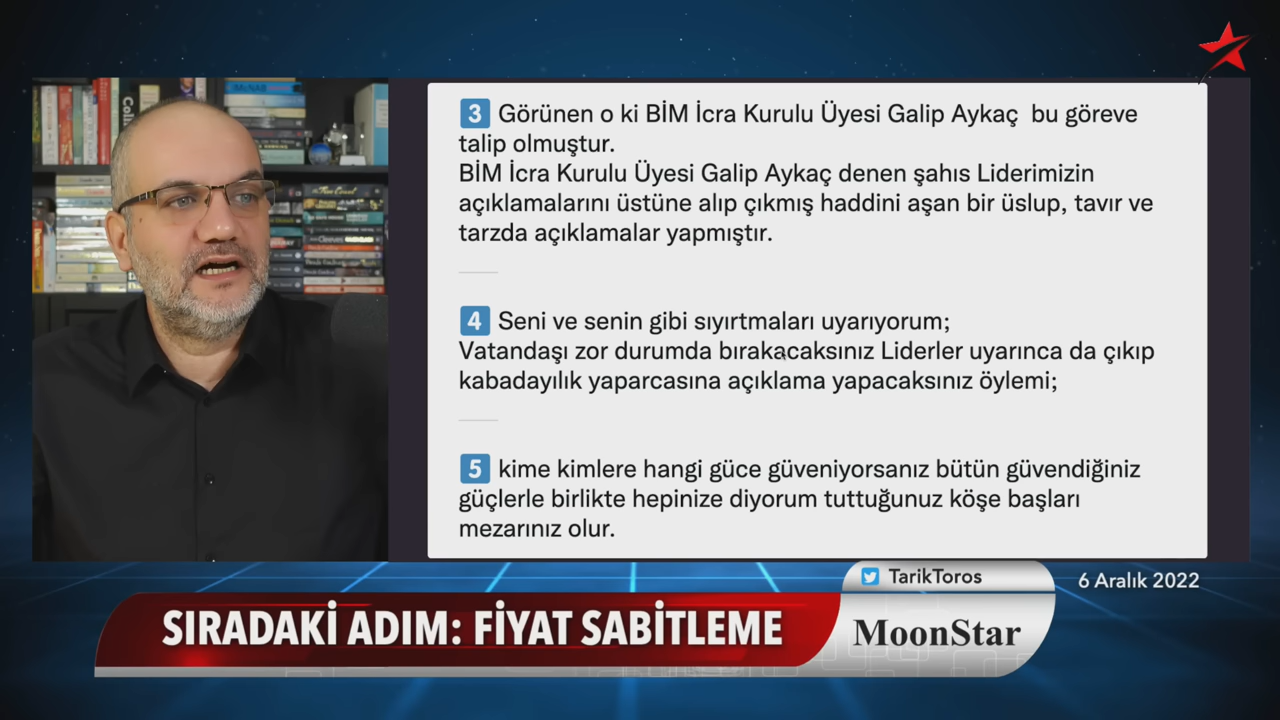 3 Görünen o ki BİM İcra Kurulu Üyesi Galip Aykaç bu göreve
talip olmuştur.
BİM İcra Kurulu Üyesi Galip Aykaç denen şahıs Liderimizin
açıklamalarını üstüne alıp çıkmış haddini aşan bir üslup, tavır ve
tarzda açıklamalar yapmıştır.
4 Seni ve senin gibi sıyırtmaları uyarıyorum;
Vatandaşı zor durumda bırakacaksınız Liderler uyarınca da çıkıp
kabadayılık yaparcasına açıklama yapacaksınız öylemi;
5 kime kimlere hangi güce güveniyorsanız bütün güvendiğiniz
güçlerle birlikte hepinize diyorum tuttuğunuz köşe başları
mezarınız olur.
TarikToros
6 Aralık 2022
SIRADAKİ ADIM: FİYAT SABİTLEME
MoonStar